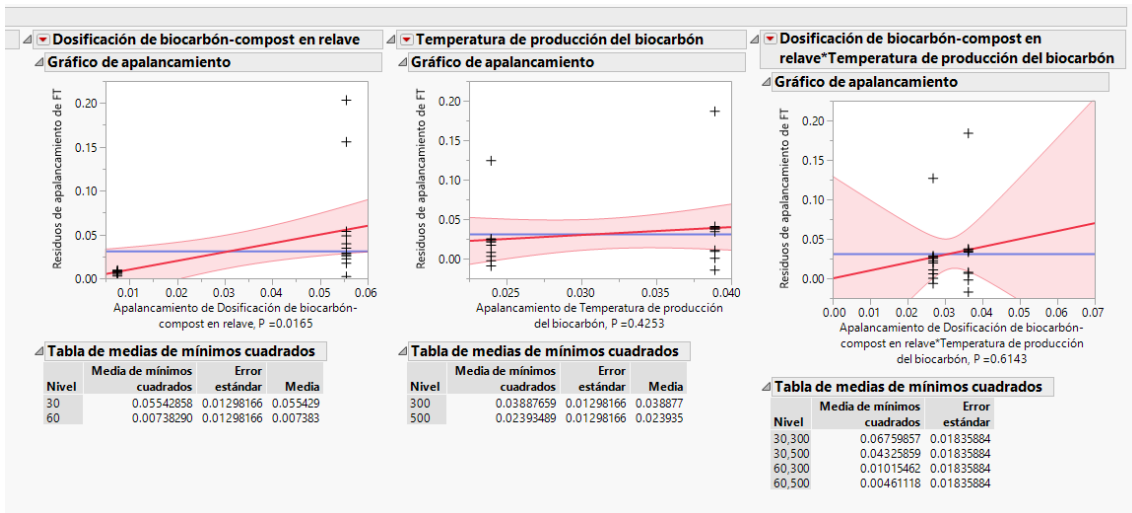 Dosificación de biocarbón-compost en relave
Gráfico de apalancamiento
Residuos de apalancamiento de FT
0.20
0.15
0.10
0.05
0.00
0.01 0.02 0.03 0.04 0.05 0.06
Apalancamiento de Dosificación de biocarbón-
compost en relave, P =0.0165
Tabla de medias de mínimos cuadrados
Media de mínimos Error
Nivel cuadrados estándar Media
30 0.05542858 0.01298166 0.055429
60 0.00738290 0.01298166 0.007383
Temperatura de producción del biocarbón
Gráfico de apalancamiento
Residuos de apalancamiento de FT
0.20
0.15
0.10
0.05
0.00
0.025 0.030 0.035 0.040
Apalancamiento de Temperatura de producción
del biocarbón, P =0.4253
Tabla de medias de mínimos cuadrados
Media de mínimos Error
Nivel cuadrados estándar Media
300 0.03887659 0.01298166 0.038877
500 0.02393489 0.01298166 0.023935
Dosificación de biocarbón-compost en
relave*Temperatura de producción del biocarbón
Gráfico de apalancamiento
Residuos de apalancamiento de FT
0.20
0.15
0.10
0.05
0.00
0.00 0.01 0.02 0.03 0.04 0.05 0.06 0.07
Apalancamiento de Dosificación de biocarbón-
compost en relave*Temperatura de producción
del biocarbón, P =0.6143
Tabla de medias de mínimos cuadrados
Media de mínimos Error
Nivel cuadrados estándar
30,300 0.06759857 0.01835884
30,500 0.04325859 0.01835884
60,300 0.01015462 0.01835884
60,500 0.00461118 0.01835884